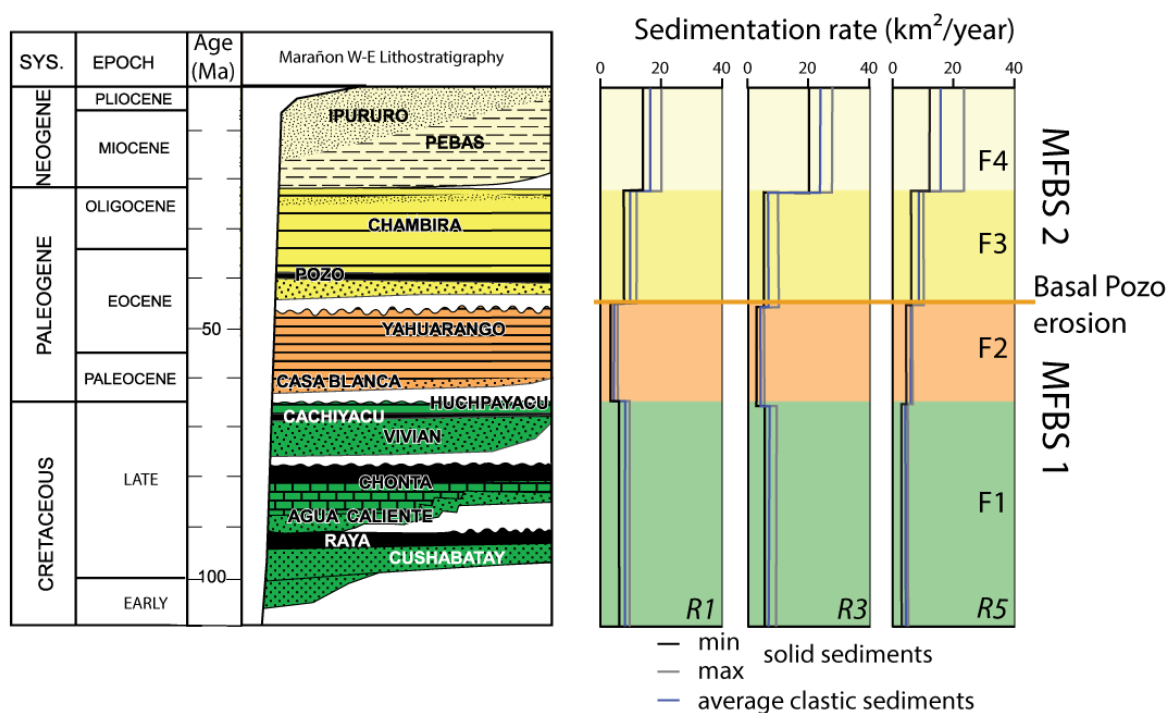 SYS.
EPOCH
Age
(Ma)
Marañon W-E Lithostratigraphy
NEOGENE
PALEOGENE
CRETACEOUS
PLIOCENE
MIOCENE
OLIGOCENE
EOCENE
PALEOCENE
LATE
EARLY
50
100
IPURURO
PEBAS
CHAMBIRA
POZO
YAHUARANGO
CASA BLANCA
HUCHPAYACU
CACHIYACU
VIVIAN
CHONTA
AGUA CALIENTE
RAYA
CUSHABATAY
Sedimentation rate (km²/year)
0 20 40 0 20 40 0 20 40
F4
F3
F2
F1
R1 R3 R5
MFBS 2
Basal Pozo
erosion
MFBS 1
min
max
solid sediments
average clastic sediments